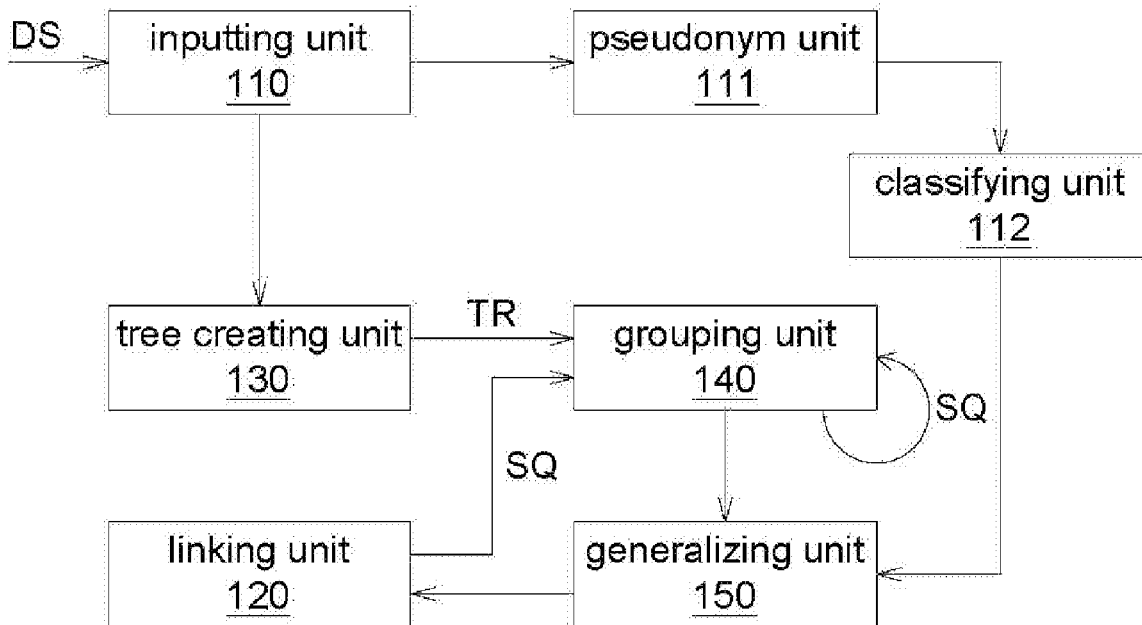 DS
inputting unit
110
pseudonym unit
111
classifying unit
112
tree creating unit
130
TR
grouping unit
140
SQ
SQ
linking unit
120
generalizing unit
150